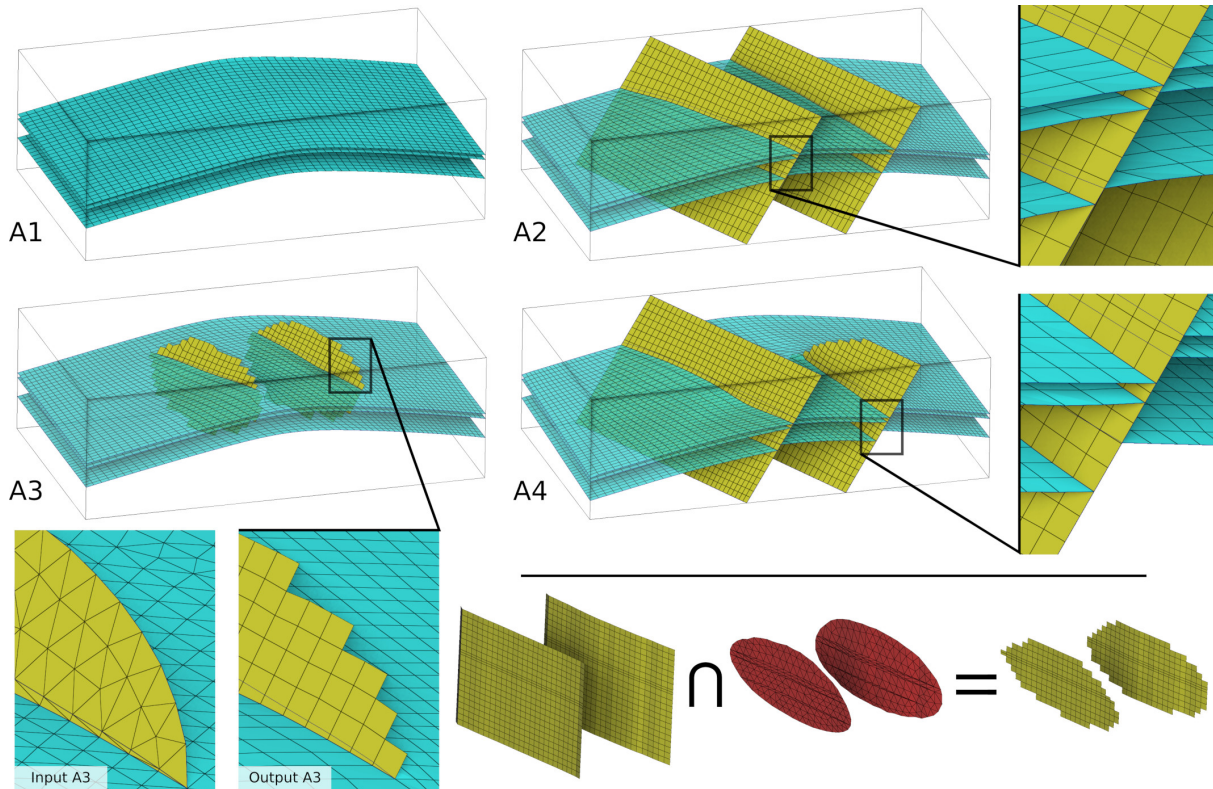 A1
A2
A3
A4
Input A3
Output A3
∩
=